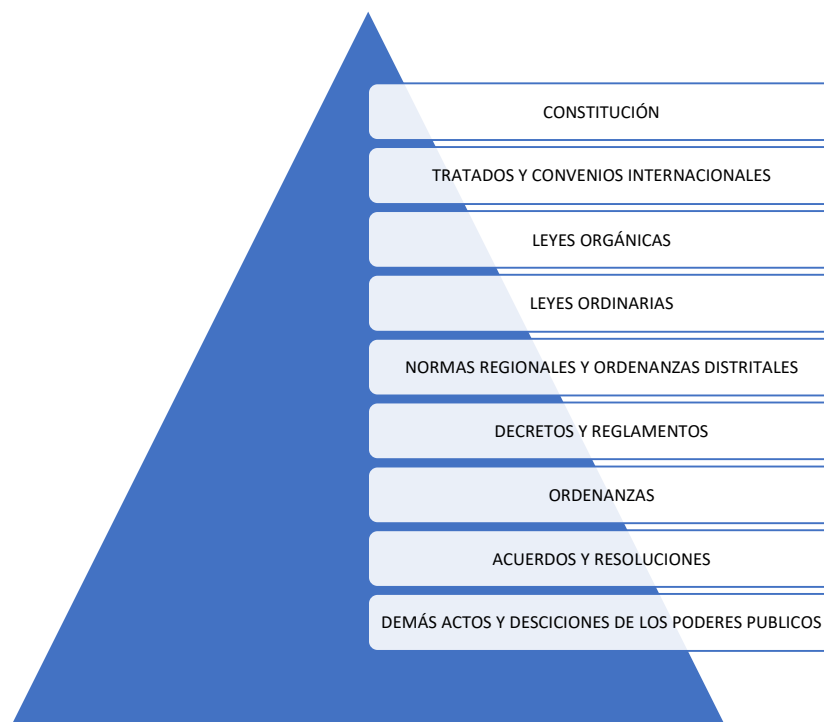 CONSTITUCIÓN
TRATADOS Y CONVENIOS INTERNACIONALES
LEYES ORGÁNICAS
LEYES ORDINARIAS
NORMAS REGIONALES Y ORDENANZAS DISTRITALES
DECRETOS Y REGLAMENTOS
ORDENANZAS
ACUERDOS Y RESOLUCIONES
DEMÁS ACTOS Y DESCICIONES DE LOS PODERES PUBLICOS